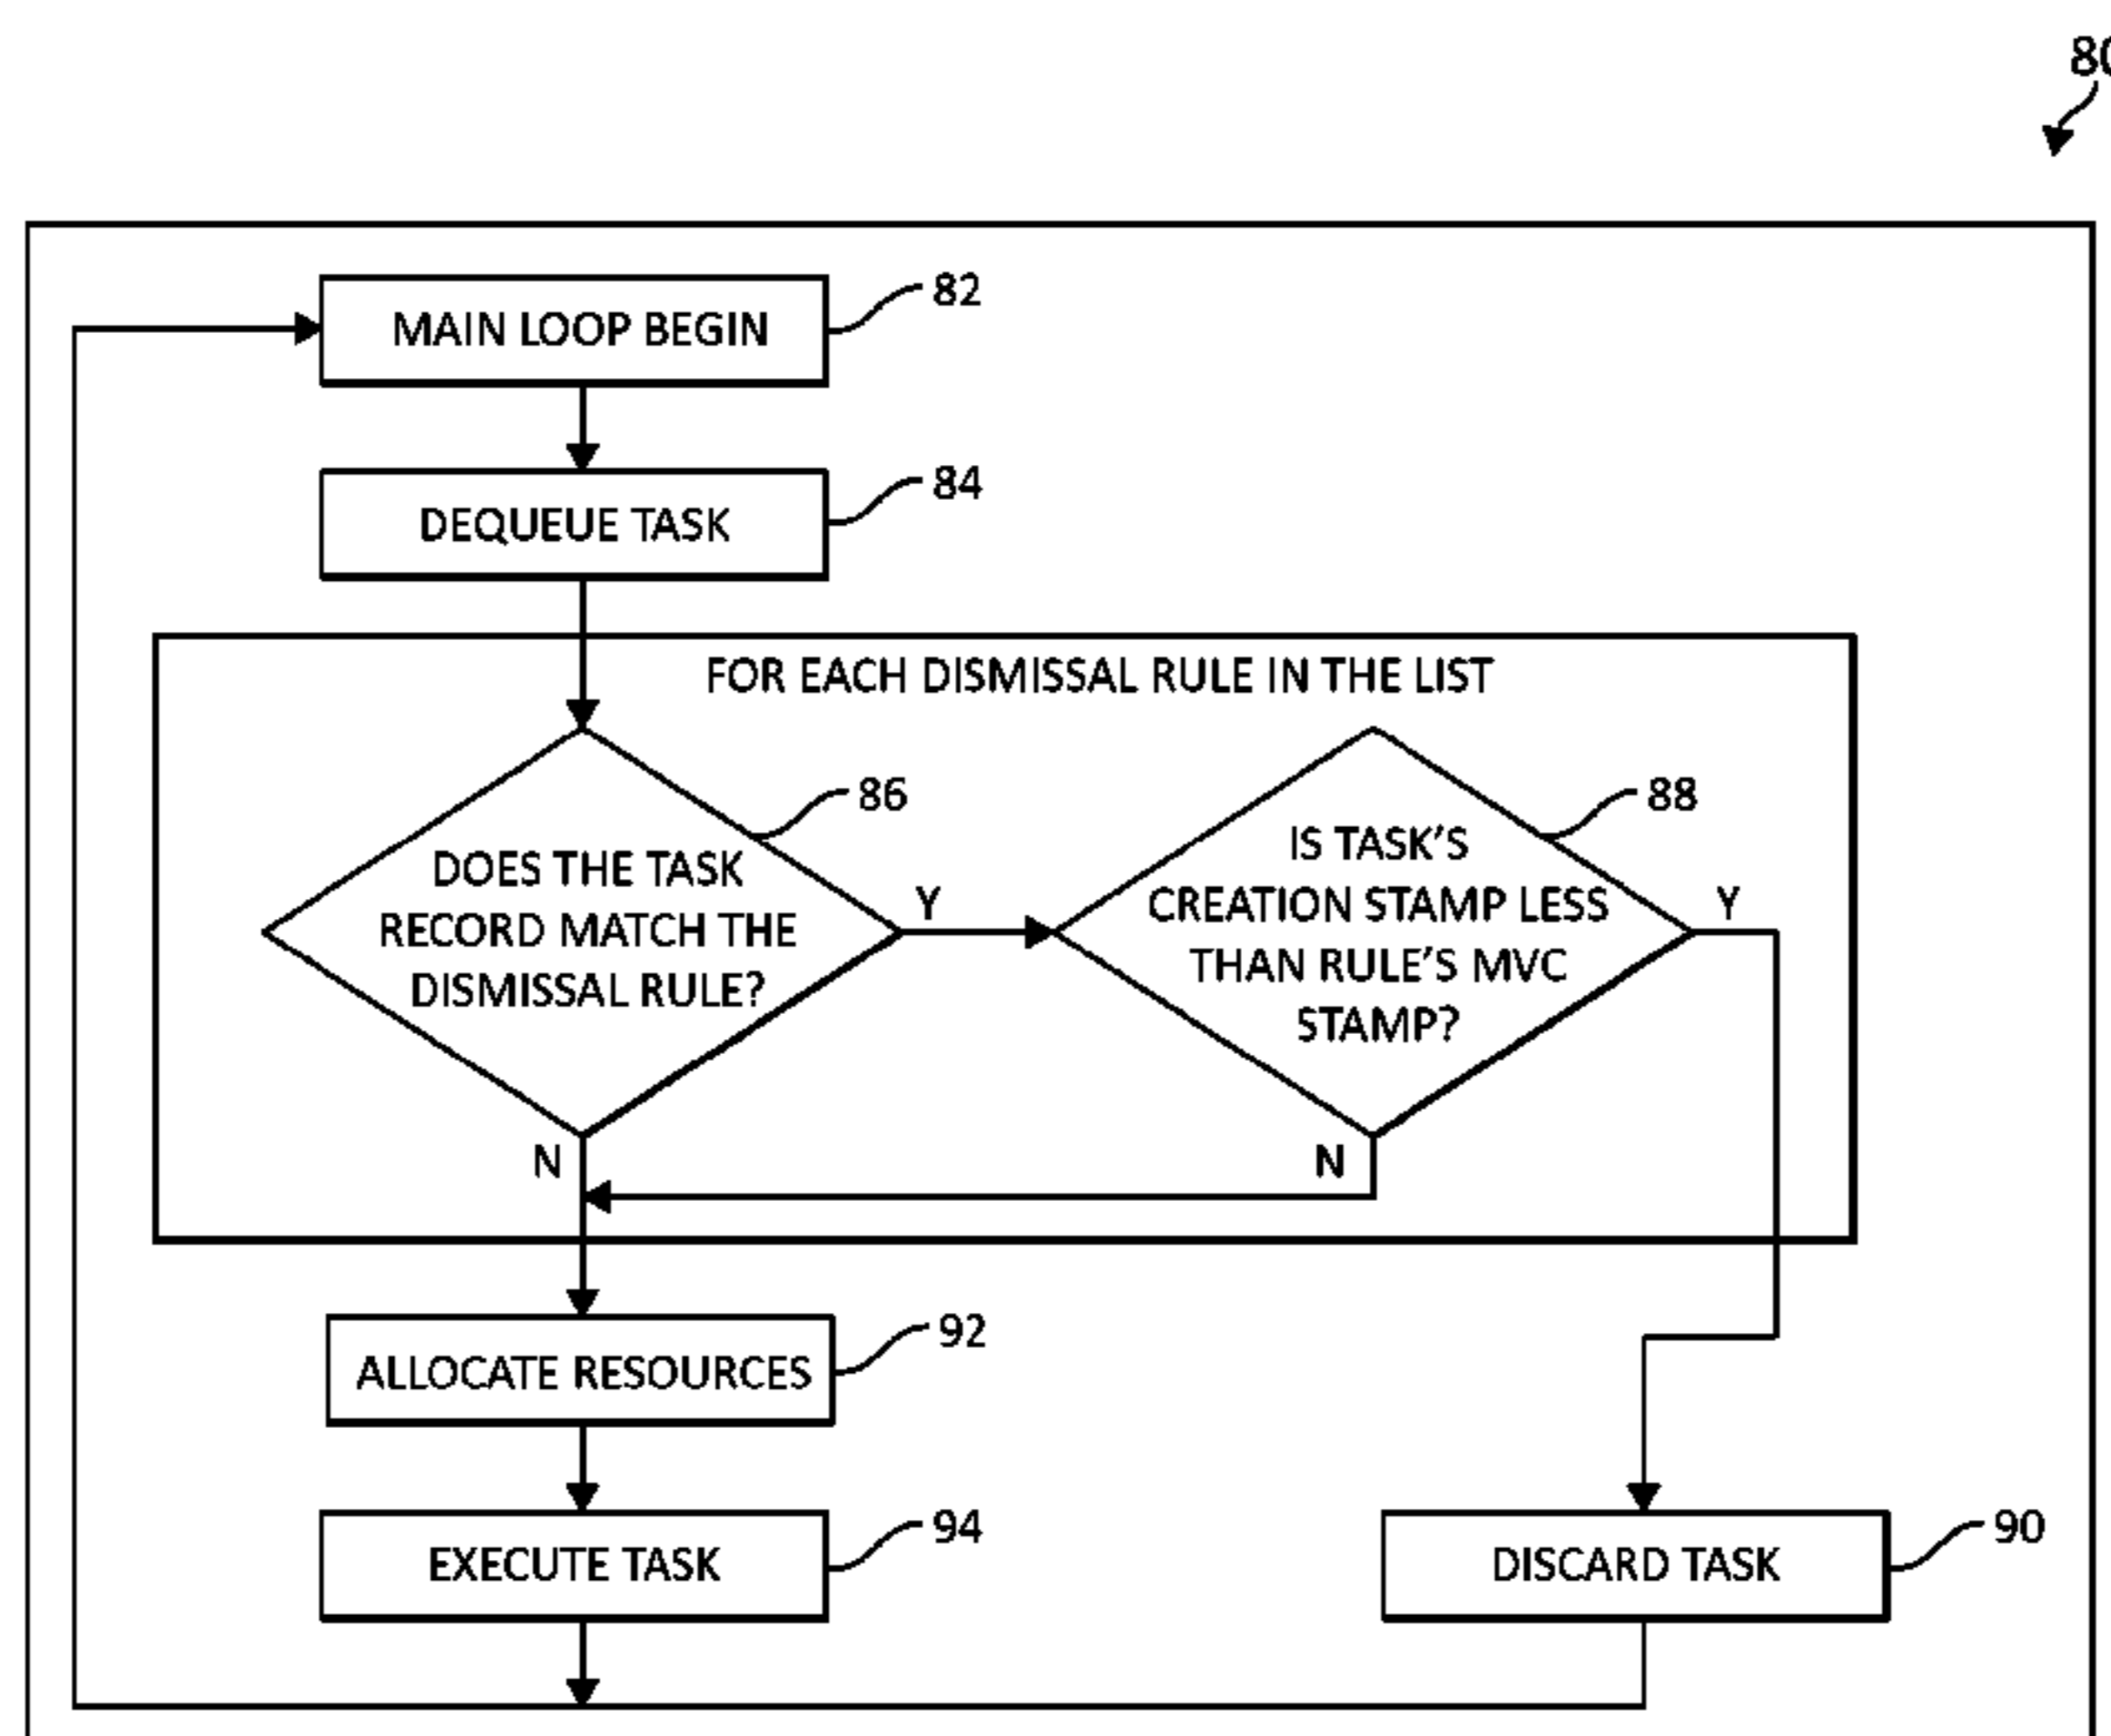 80
MAIN LOOP BEGIN
82
DEQUEUE TASK
84
FOR EACH DISMISSAL RULE IN THE LIST
86
DOES THE TASK
RECORD MATCH THE
DISMISSAL RULE?
Y
N
88
IS TASK'S
CREATION STAMP LESS
THAN RULE'S MVC
STAMP?
Y
N
ALLOCATE RESOURCES
92
EXECUTE TASK
94
DISCARD TASK
90